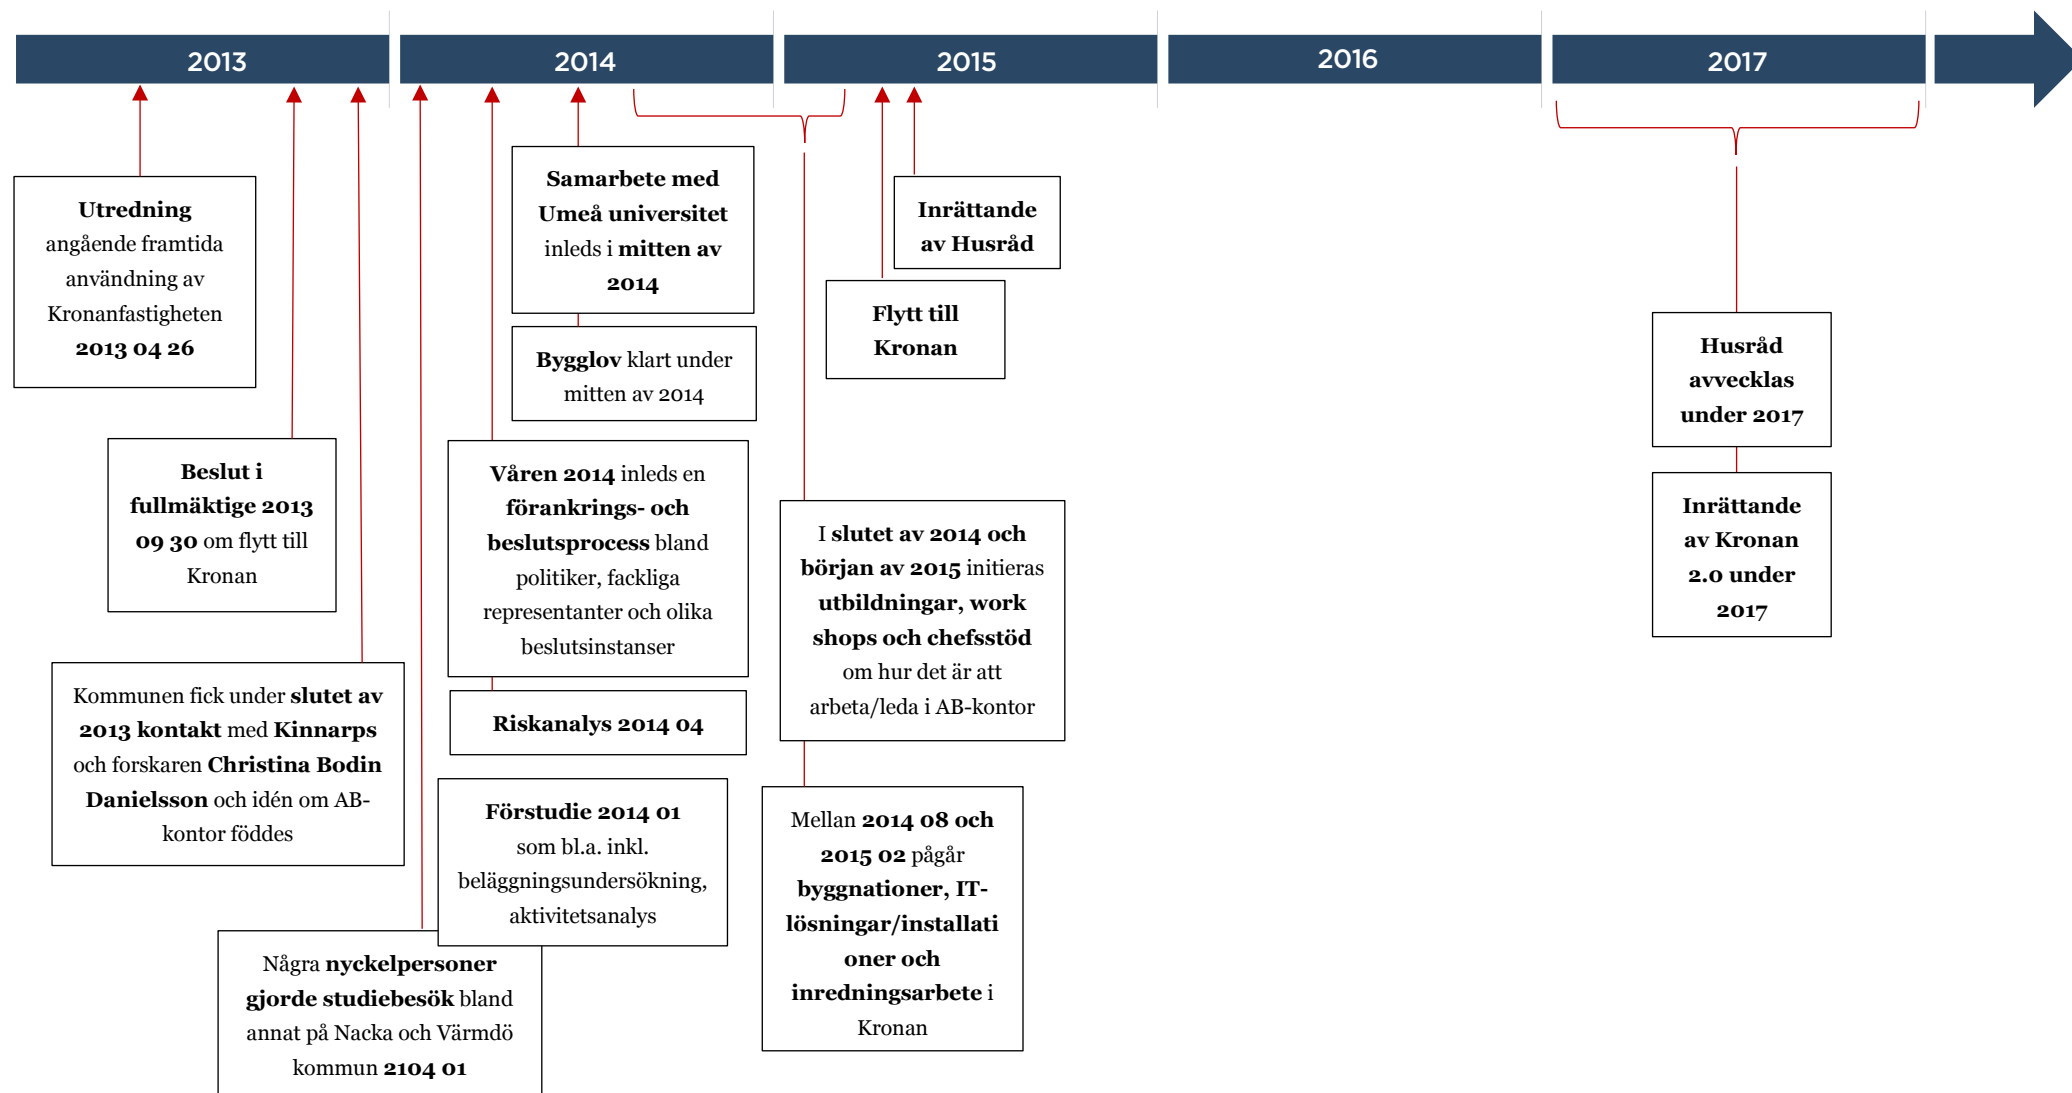 2013
2014
2015
2016
2017
Utredning
angående framtida
användning av
Kronanfastigheten
2013 04 26
Beslut i
fullmäktige 2013
09 30 om flytt till
Kronan
Kommunen fick under slutet av
2013 kontakt med Kinnarps
och forskaren Christina Bodin
Danielsson och idén om AB-
kontor föddes
Några nyckelpersoner
gjorde studiebesök bland
annat på Nacka och Värmdö
kommun 2104 01
Samarbete med
Umeå universitet
inleds i mitten av
2014
Bygglov klart under
mitten av 2014
Våren 2014 inleds en
förankrings- och
beslutsprocess bland
politiker, fackliga
representanter och olika
beslutsinstanser
Riskanalys 2014 04
Förstudie 2014 01
som bl.a. inkl.
beläggningsundersökning,
aktivitetsanalys
Inrättande
av Husråd
Flytt till
Kronan
I slutet av 2014 och
början av 2015 initieras
utbildningar, work
shops och chefsstöd
om hur det är att
arbeta/leda i AB-kontor
Mellan 2014 08 och
2015 02 pågår
byggnationer, IT-
lösningar/installati
oner och
inredningsarbete i
Kronan
Husråd
avvecklas
under 2017
Inrättande
av Kronan
2.0 under
2017